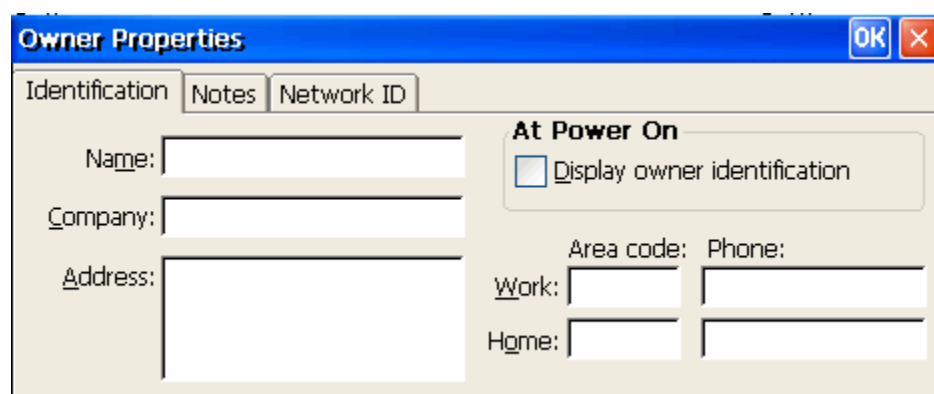 Owner Properties OK
Identification Notes Network ID
Name:
Company:
Address:
At Power On
Display owner identification
Area code: Phone:
Work:
Home: